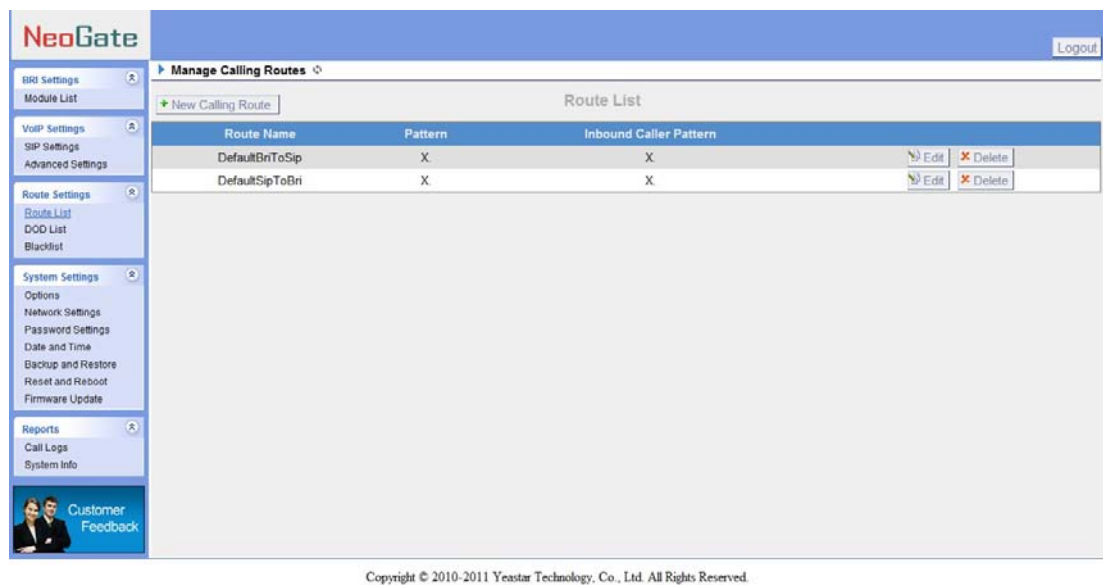 NeoGate
Logout
BRI Settings
Module List
VoIP Settings
SIP Settings
Advanced Settings
Route Settings
Route List
DOD List
Blacklist
System Settings
Options
Network Settings
Password Settings
Date and Time
Backup and Restore
Reset and Reboot
Firmware Update
Reports
Call Logs
System Info
Customer
Feedback
Manage Calling Routes
New Calling Route
Route List
Route Name Pattern Inbound Caller Pattern
DefaultBriToSip X. X. Edit Delete
DefaultSipToBri X. X. Edit Delete
Copyright © 2010-2011 Yeastar Technology, Co., Ltd. All Rights Reserved.